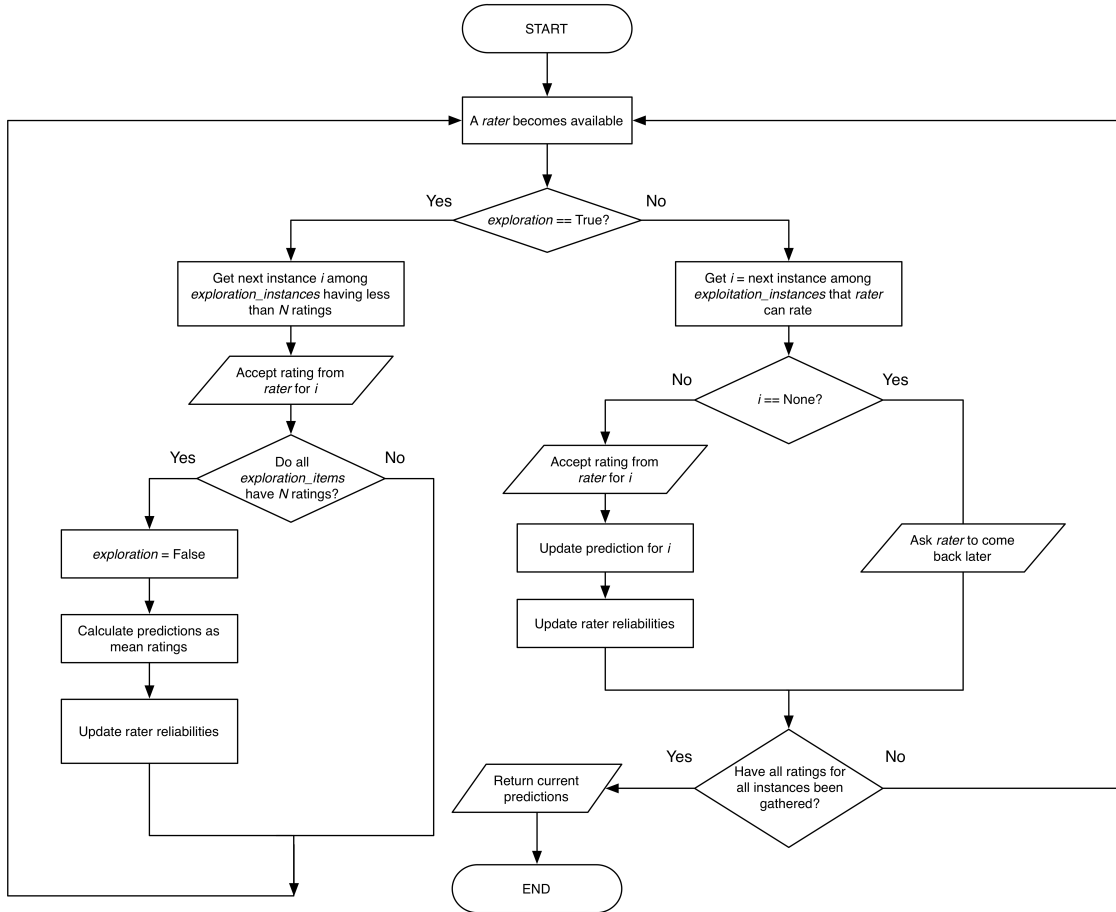 START
A rater becomes available
Yes
exploration == True?
No
Get next instance i among
exploration_instances having less
than N ratings
Accept rating from
rater for i
Yes
Do all
exploration_items
have N ratings?
No
exploration = False
Calculate predictions as
mean ratings
Update rater reliabilities
Get i = next instance among
exploitation_instances that rater
can rate
No
i == None?
Yes
Accept rating from
rater for i
Update prediction for i
Update rater reliabilities
Ask rater to come
back later
Yes
Have all ratings for
all instances been
gathered?
No
Return current
predictions
END